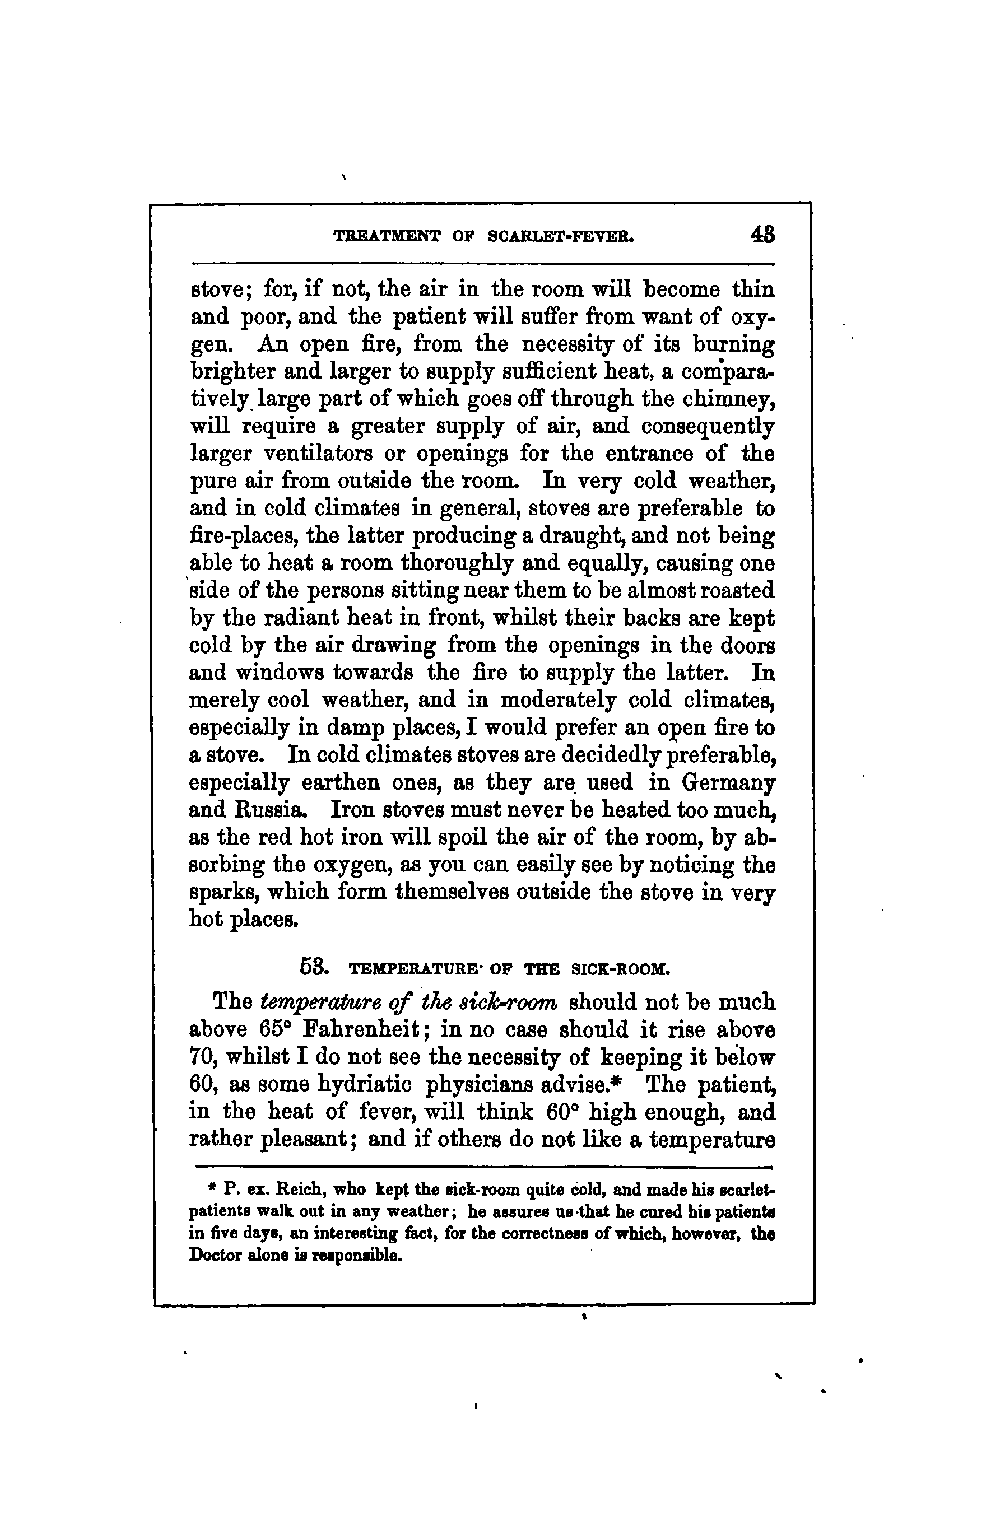 TREATMENT OF SCARLET-FEVER. 43
stove; for, if not, the air in the room will become thin
and poor, and the patient will suffer from want of oxy-
gen. An open fire, from the necessity of its burning
brighter and larger to supply sufficient heat, a compara-
tively large part of which goes off through the chimney,
will require a greater supply of air, and consequently
larger ventilators or openings for the entrance of the
pure air from outside the room. In very cold weather,
and in cold climates in general, stoves are preferable to
fire-places, the latter producing a draught, and not being
able to heat a room thoroughly and equally, causing one
side of the persons sitting near them to be almost roasted
by the radiant heat in front, whilst their backs are kept
cold by the air drawing from the openings in the doors
and windows towards the fire to supply the latter. In
merely cool weather, and in moderately cold climates,
especially in damp places, I would prefer an open fire to
a stove. In cold climates stoves are decidedly preferable,
especially earthen ones, as they are used in Germany
and Russia. Iron stoves must never be heated too much,
as the red hot iron will spoil the air of the room, by ab-
sorbing the oxygen, as you can easily see by noticing the
sparks, which form themselves outside the stove in very
hot places.
53. TEMPERATURE OF THE SICK-ROOM.
The temperature of the sick-room should not be much
above 65° Fahrenheit; in no case should it rise above
70, whilst I do not see the necessity of keeping it below
60, as some hydriatic physicians advise.* The patient,
in the heat of fever, will think 60° high enough, and
rather pleasant; and if others do not like a temperature
* P. ex. Reich, who kept the sick-room quite cold, and made his scarlet-
patients walk out in any weather; he assures us that he cured his patients
in five days, an interesting fact, for the correctness of which, however, the
Doctor alone is responsible.